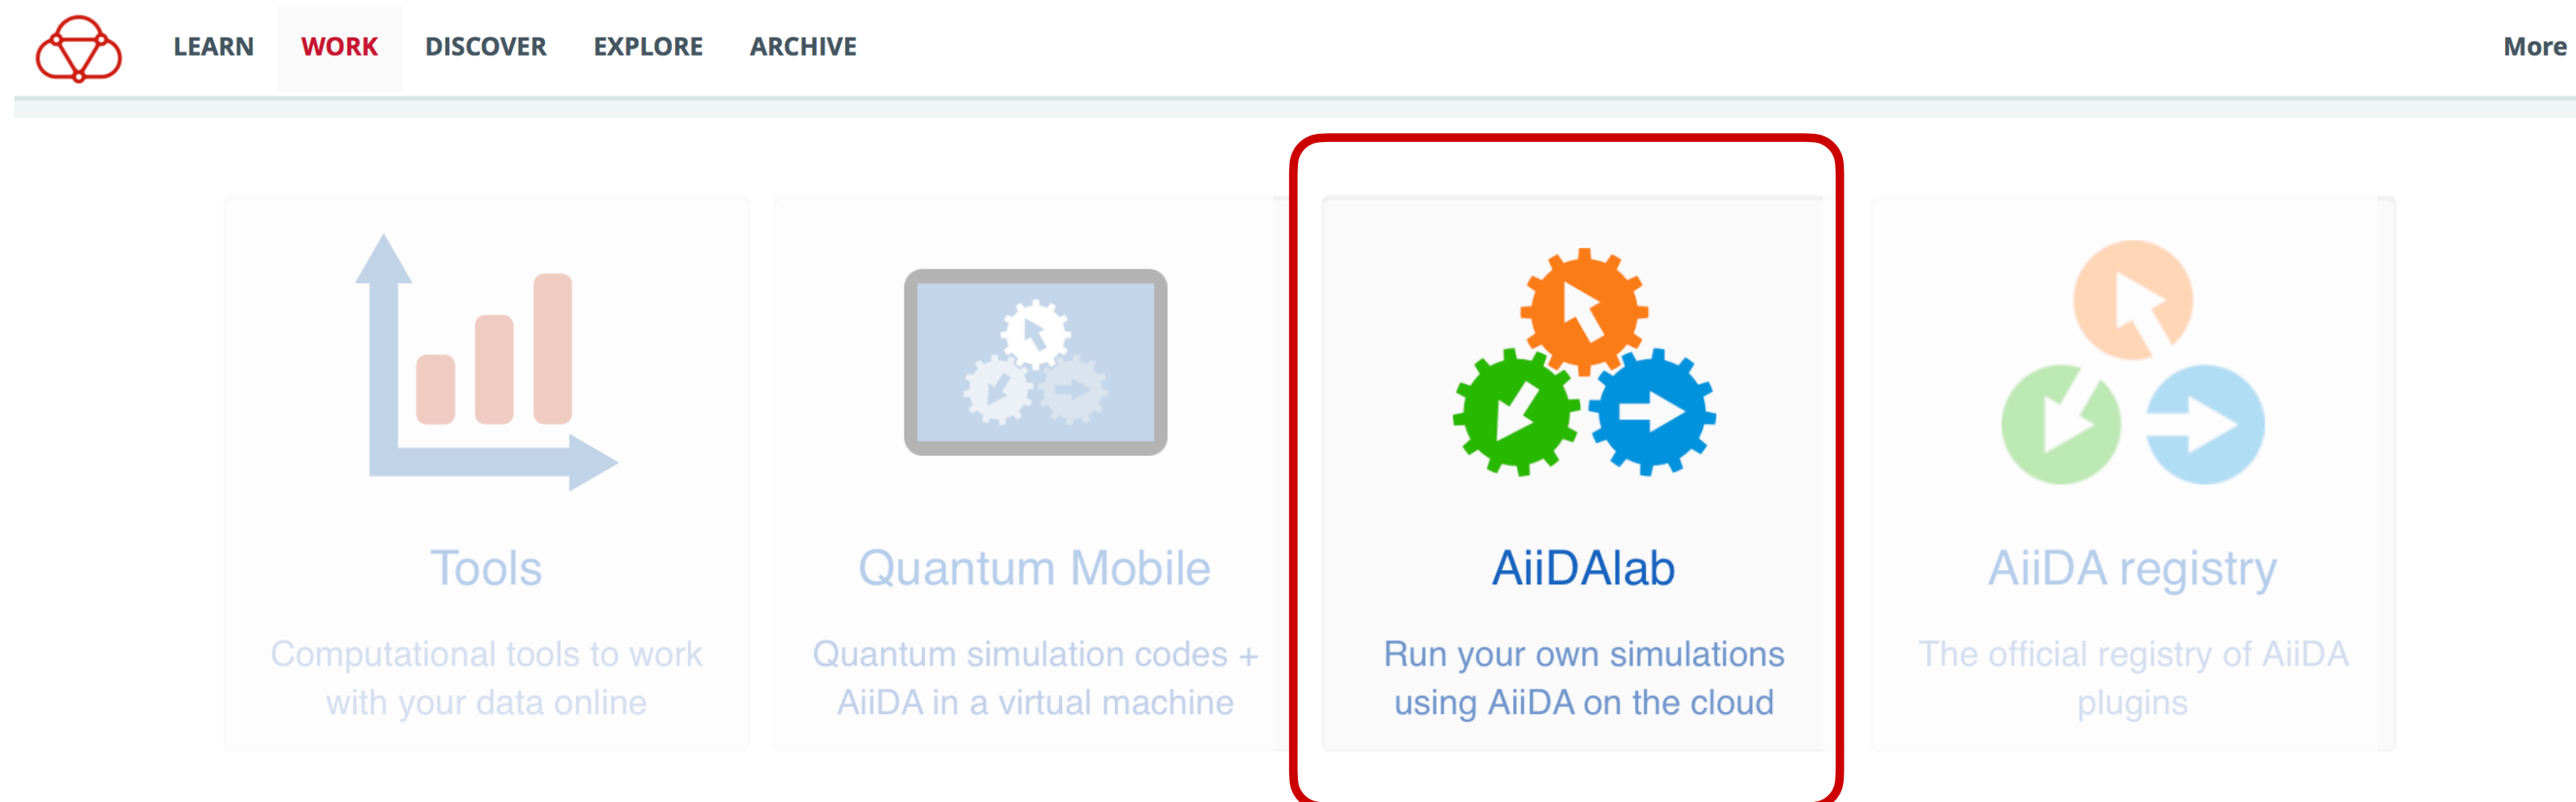 LEARN WORK DISCOVER EXPLORE ARCHIVE More
Tools
Computational tools to work
with your data online
Quantum Mobile
Quantum simulation codes +
AiiDA in a virtual machine
AiiDAlab
Run your own simulations
using AiiDA on the cloud
AiiDA registry
The official registry of AiiDA
plugins